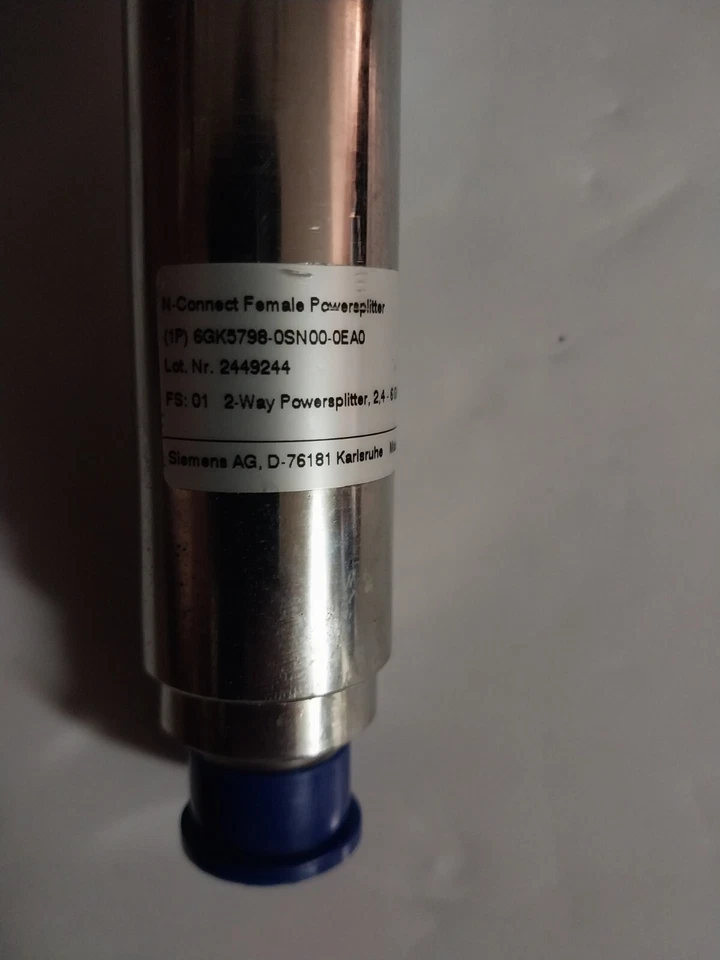 N-Connect Female Powersplitter
(1P) 6GK5798-0SN00-0EA0
Lot. Nr. 2449244
FS: 01 2-Way Powersplitter, 2,4 - 6
Siemens AG, D-76181 Karlsruhe